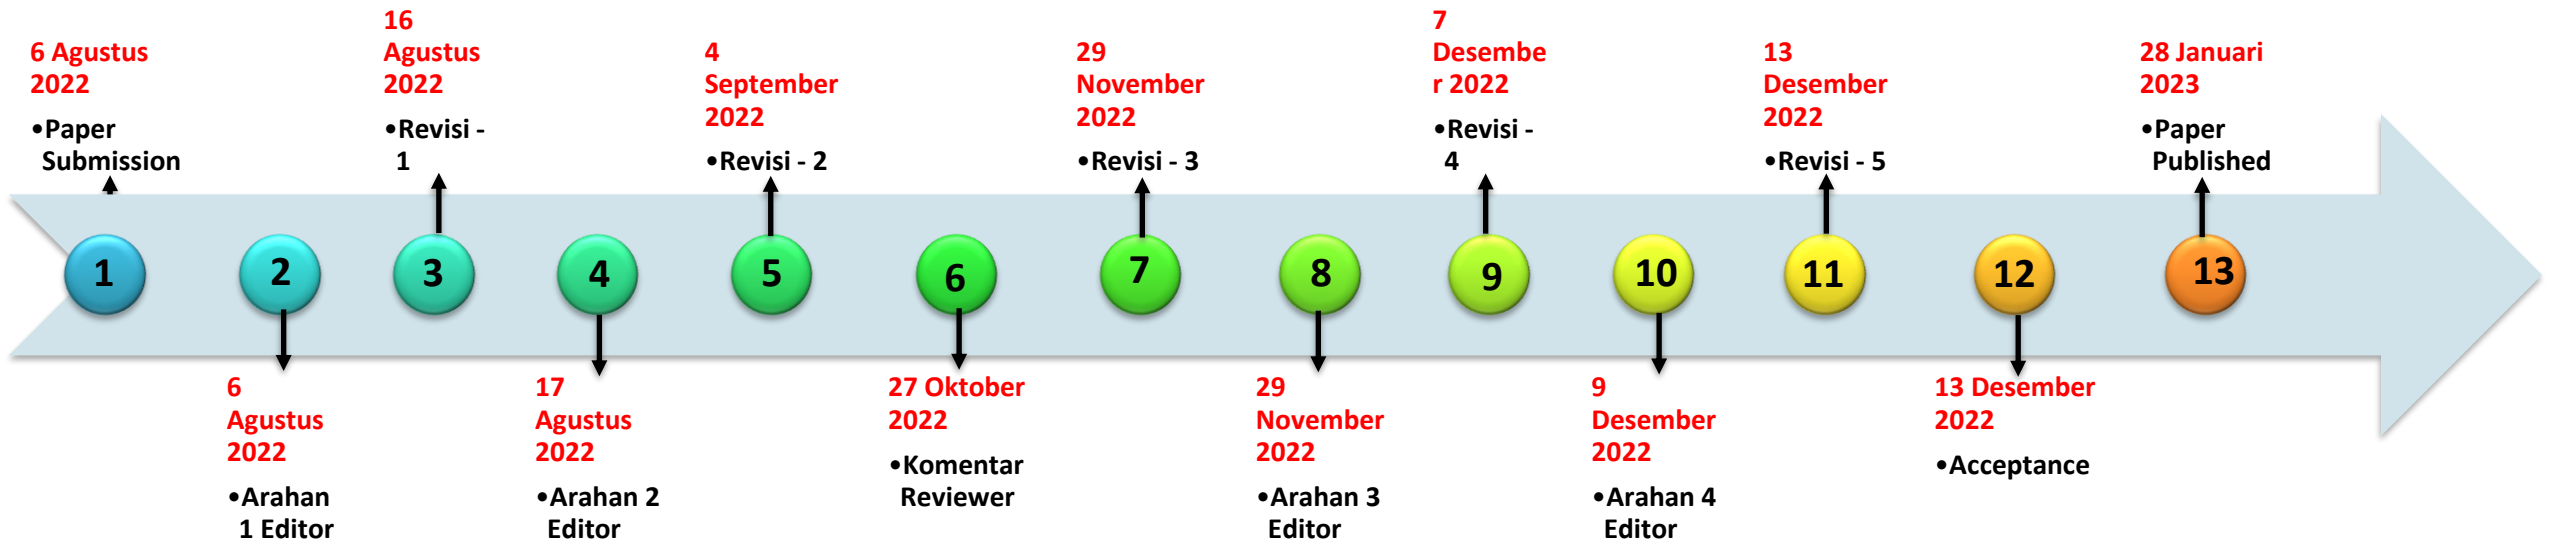 6 Agustus
2022
•Paper
Submission
1
6
Agustus
2022
•Arahan
1 Editor
2
16
Agustus
2022
•Revisi -
1
3
17
Agustus
2022
•Arahan 2
Editor
4
4
September
2022
•Revisi - 2
5
27 Oktober
2022
•Komentar
Reviewer
6
29
November
2022
•Revisi - 3
7
29
November
2022
•Arahan 3
Editor
8
7
Desembe
r 2022
•Revisi -
4
9
9
Desember
2022
•Arahan 4
Editor
10
13
Desember
2022
•Revisi - 5
11
13 Desember
2022
•Acceptance
12
28 Januari
2023
•Paper
Published
13